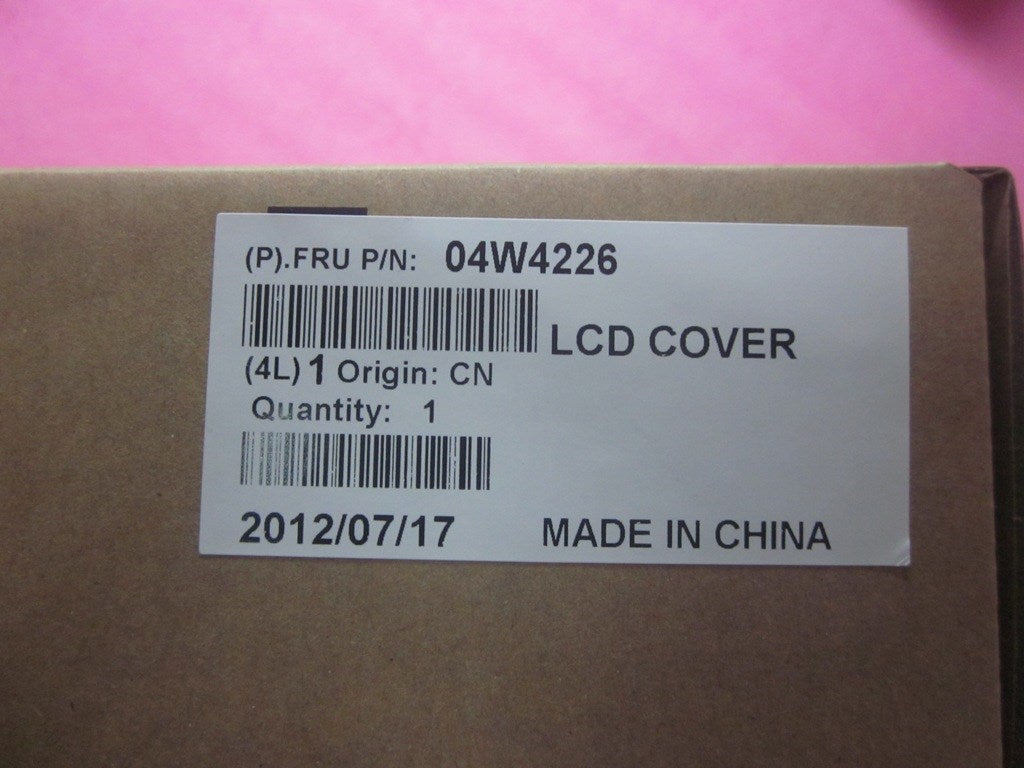 (P).FRU P/N: 04W4226
LCD COVER
(4L) 1 Origin: CN
Quantity: 1
2012/07/17 MADE IN CHINA